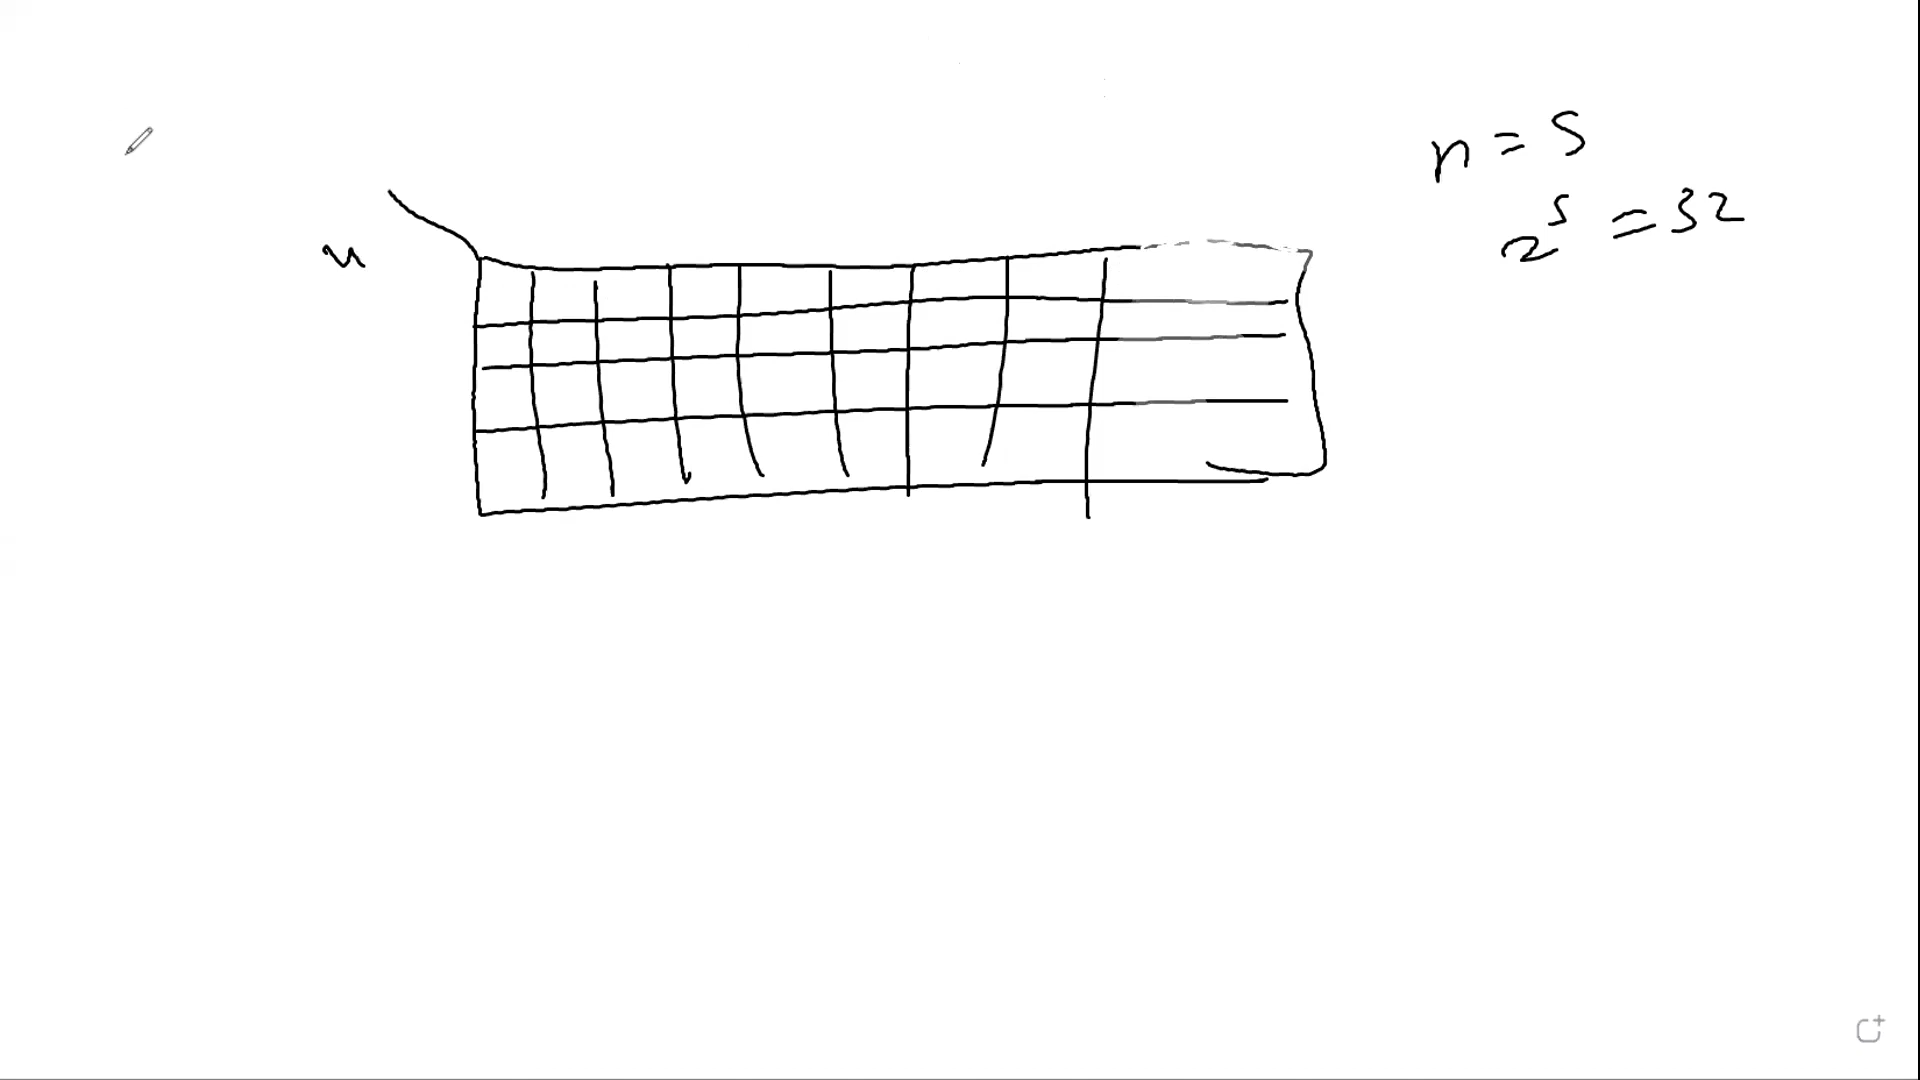 n = 5
2^5 = 32